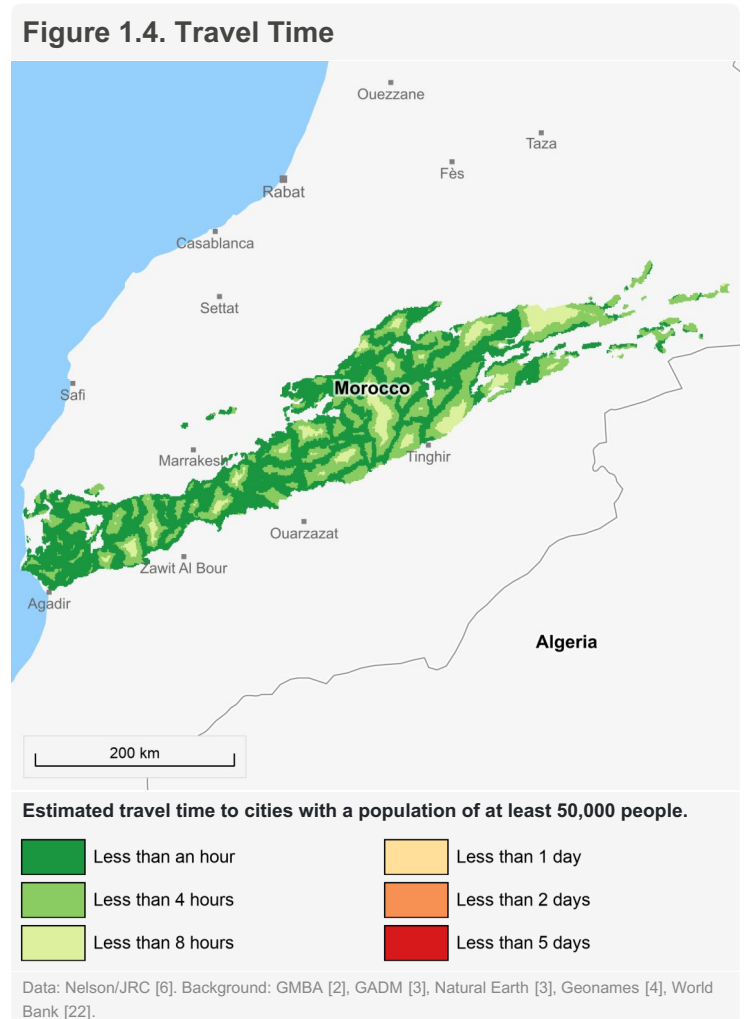 Figure 1.4. Travel Time
Ouezzane
Taza
Fès
Rabat
Casablanca
Settat
Safi
Morocco
Marrakesh
Tinghir
Ouarzazat
Zawit Al Bour
Agadir
Algeria
200 km
Estimated travel time to cities with a population of at least 50,000 people.
Less than an hour
Less than 1 day
Less than 4 hours
Less than 2 days
Less than 8 hours
Less than 5 days
Data: Nelson/JRC [6]. Background: GMBA [2], GADM [3], Natural Earth [3], Geonames [4], World
Bank [22].